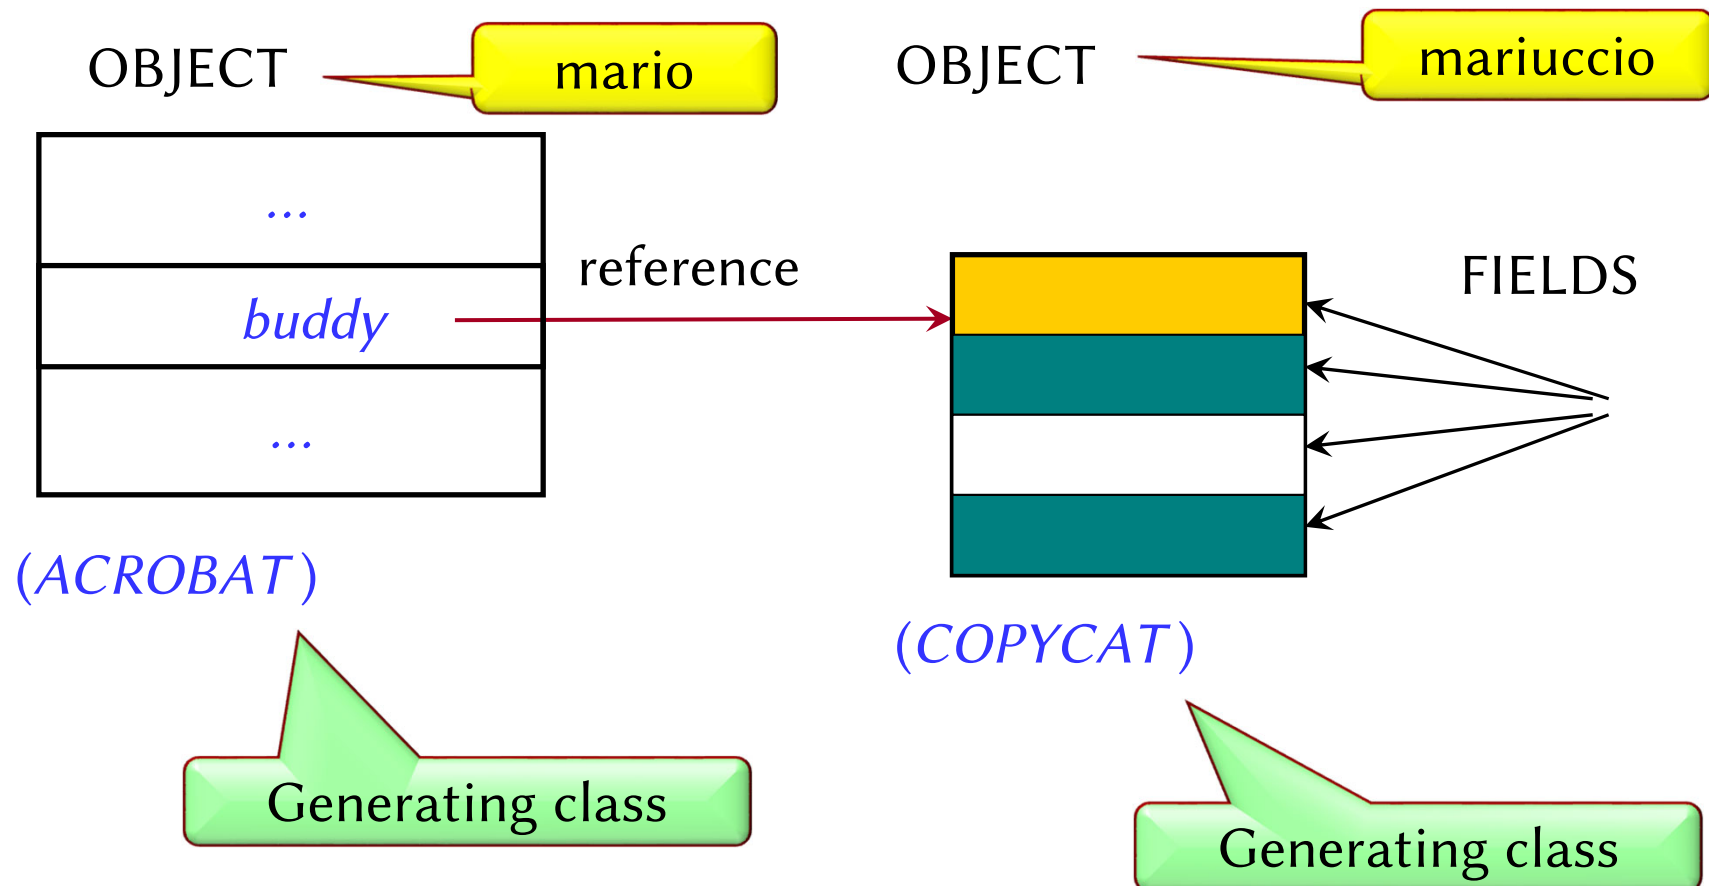 OBJECT
mario
OBJECT
mariuccio
...
buddy
...
reference
FIELDS
(ACROBAT)
(COPYCAT)
Generating class
Generating class